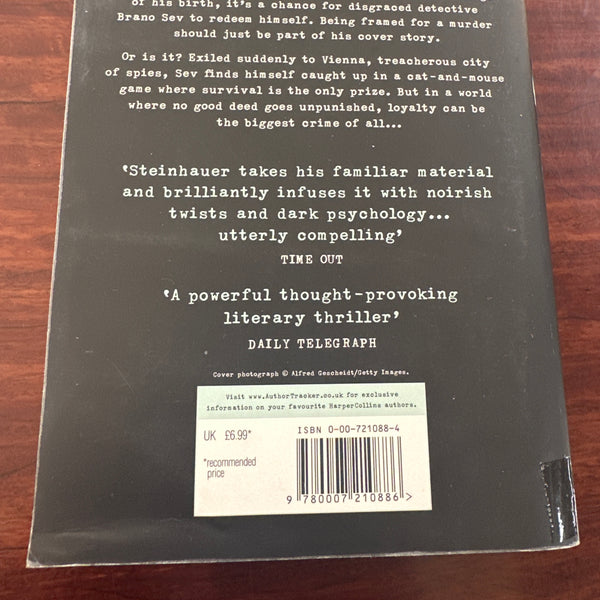 of his birth, it's a chance for disgraced detective
Brano Sev to redeem himself. Being framed for a murder
should just be part of his cover story.
Or is it? Exiled suddenly to Vienna, treacherous city
of spies, Sev finds himself caught up in a cat-and-mouse
game where survival is the only prize. But in a world
where no good deed goes unpunished, loyalty can be
the biggest crime of all...
'Steinhauer takes his familiar material
and brilliantly infuses it with noirish
twists and dark psychology...
utterly compelling'
TIME OUT
'A powerful thought-provoking
literary thriller'
DAILY TELEGRAPH
Cover photograph © Alfred Gescheidt/Getty Images.
Visit www.AuthorTracker.co.uk for exclusive
information on your favourite HarperCollins authors.
UK £6.99*
*recommended
price
ISBN 0-00-721088-4
9 780007 210886 >